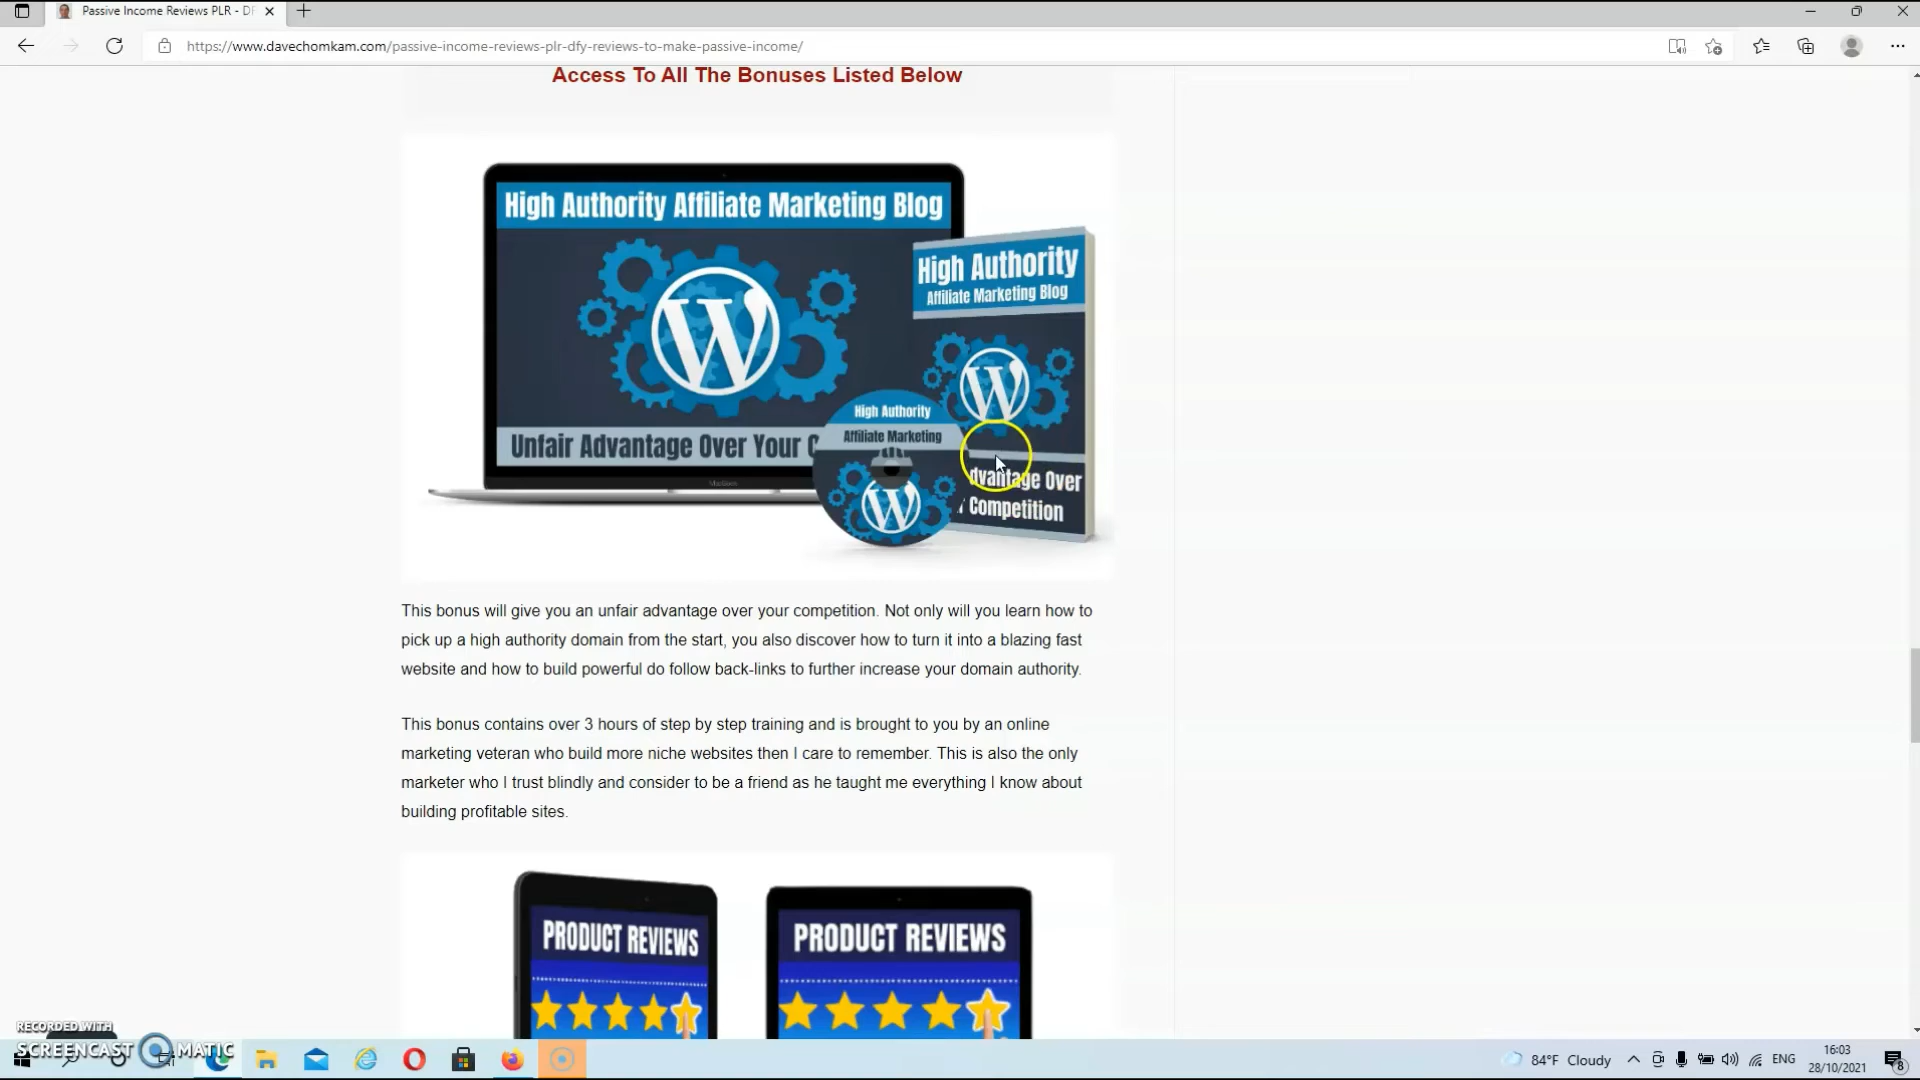 Passive Income Reviews PLR - DF
https://www.davechomkam.com/passive-income-reviews-plr-dfy-reviews-to-make-passive-income/
Access To All The Bonuses Listed Below
High Authority Affiliate Marketing Blog
Unfair Advantage Over Your C
High Authority
Affiliate Marketing Blog
dvantage Over
Competition
High Authority
Affiliate Marketing
This bonus will give you an unfair advantage over your competition. Not only will you learn how to
pick up a high authority domain from the start, you also discover how to turn it into a blazing fast
website and how to build powerful do follow back-links to further increase your domain authority.
This bonus contains over 3 hours of step by step training and is brought to you by an online
marketing veteran who build more niche websites then I care to remember. This is also the only
marketer who I trust blindly and consider to be a friend as he taught me everything I know about
building profitable sites.
PRODUCT REVIEWS
PRODUCT REVIEWS
RECORDED WITH
SCREENCAST MATIC
84°F Cloudy
ENG
16:03
28/10/2021
8